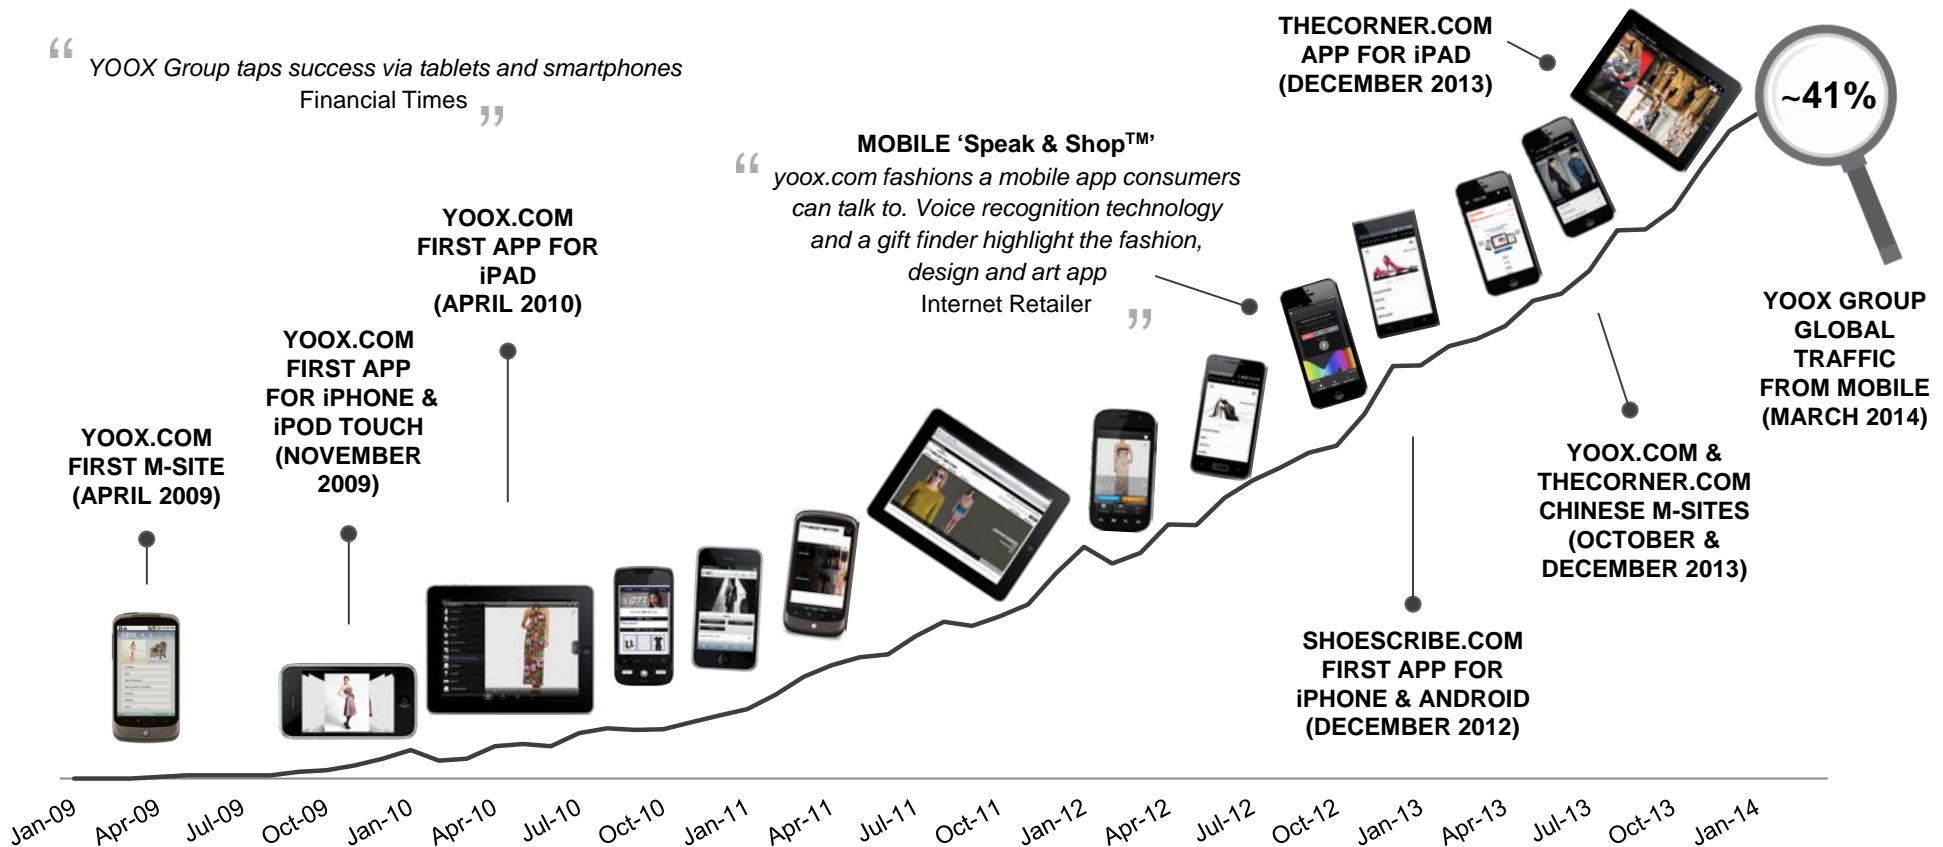 “ YOOX Group taps success via tablets and smartphones
Financial Times ”
YOOX.COM
FIRST M-SITE
(APRIL 2009)
YOOX.COM
FIRST APP
FOR iPHONE &
iPOD TOUCH
(NOVEMBER
2009)
YOOX.COM
FIRST APP FOR
iPAD
(APRIL 2010)
MOBILE ‘Speak & Shop™’
“ yoox.com fashions a mobile app consumers
can talk to. Voice recognition technology
and a gift finder highlight the fashion,
design and art app
Internet Retailer ”
THECORNER.COM
APP FOR iPAD
(DECEMBER 2013)
~41%
YOOX GROUP
GLOBAL
TRAFFIC
FROM MOBILE
(MARCH 2014)
YOOX.COM &
THECORNER.COM
CHINESE M-SITES
(OCTOBER &
DECEMBER 2013)
SHOESCRIBE.COM
FIRST APP FOR
iPHONE & ANDROID
(DECEMBER 2012)
Jan-09
Apr-09
Jul-09
Oct-09
Jan-10
Apr-10
Jul-10
Oct-10
Jan-11
Apr-11
Jul-11
Oct-11
Jan-12
Apr-12
Jul-12
Oct-12
Jan-13
Apr-13
Jul-13
Oct-13
Jan-14